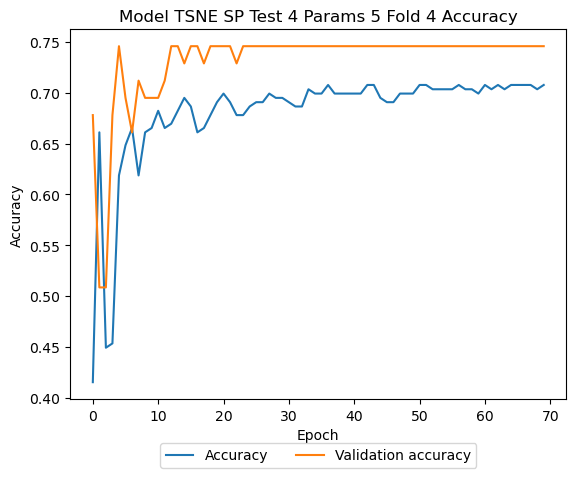 Model TSNE SP Test 4 Params 5 Fold 4 Accuracy
0.75
0.70
0.65
0.60
0.55
0.50
0.45
0.40
Accuracy
0 10 20 30 40 50 60 70
Epoch
Accuracy Validation accuracy